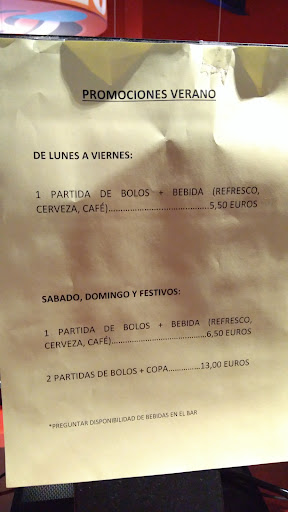 PROMOCIONES VERANO
DE LUNES A VIERNES:
1 PARTIDA DE BOLOS + BEBIDA (REFRESCO,
CERVEZA, CAFÉ)..........................................5,50 EUROS
SABADO, DOMINGO Y FESTIVOS:
1 PARTIDA DE BOLOS + BEBIDA (REFRESCO,
CERVEZA, CAFÉ).......................................6,50 EUROS
2 PARTIDAS DE BOLOS + COPA...............13,00 EUROS
*PREGUNTAR DISPONIBILIDAD DE BEBIDAS EN EL BAR